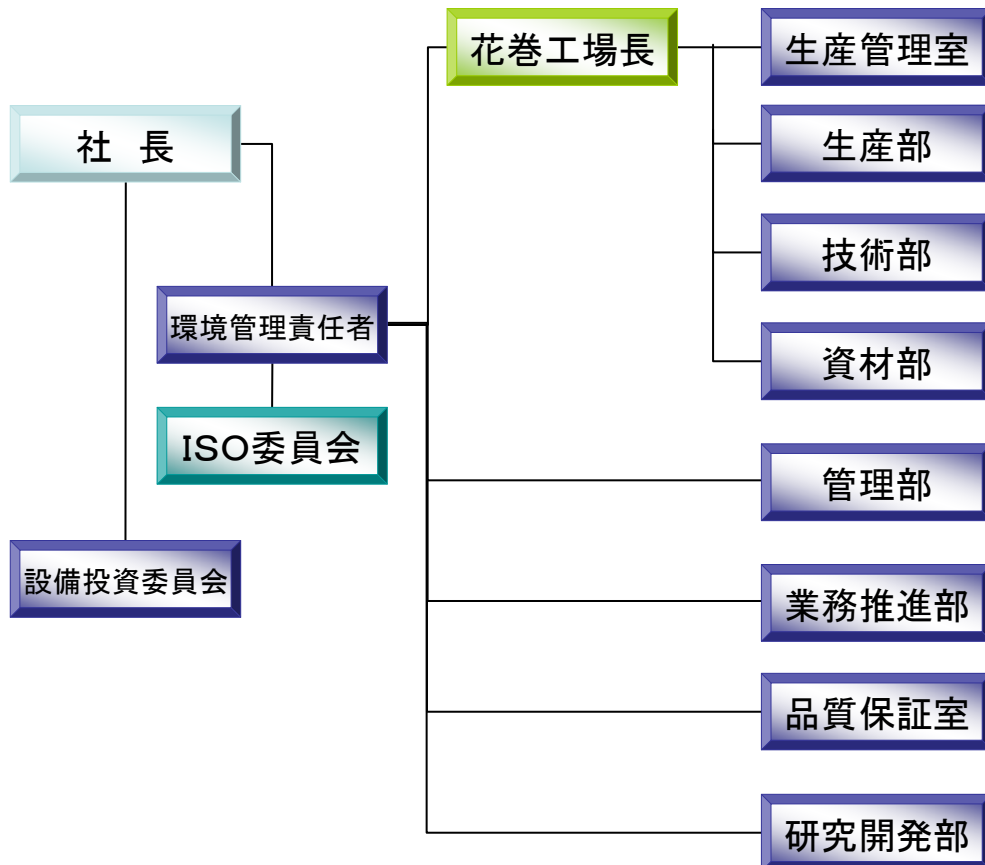 花巻工場長
生産管理室
社 長
生産部
技術部
環境管理責任者
資材部
ISO委員会
管理部
設備投資委員会
業務推進部
品質保証室
研究開発部